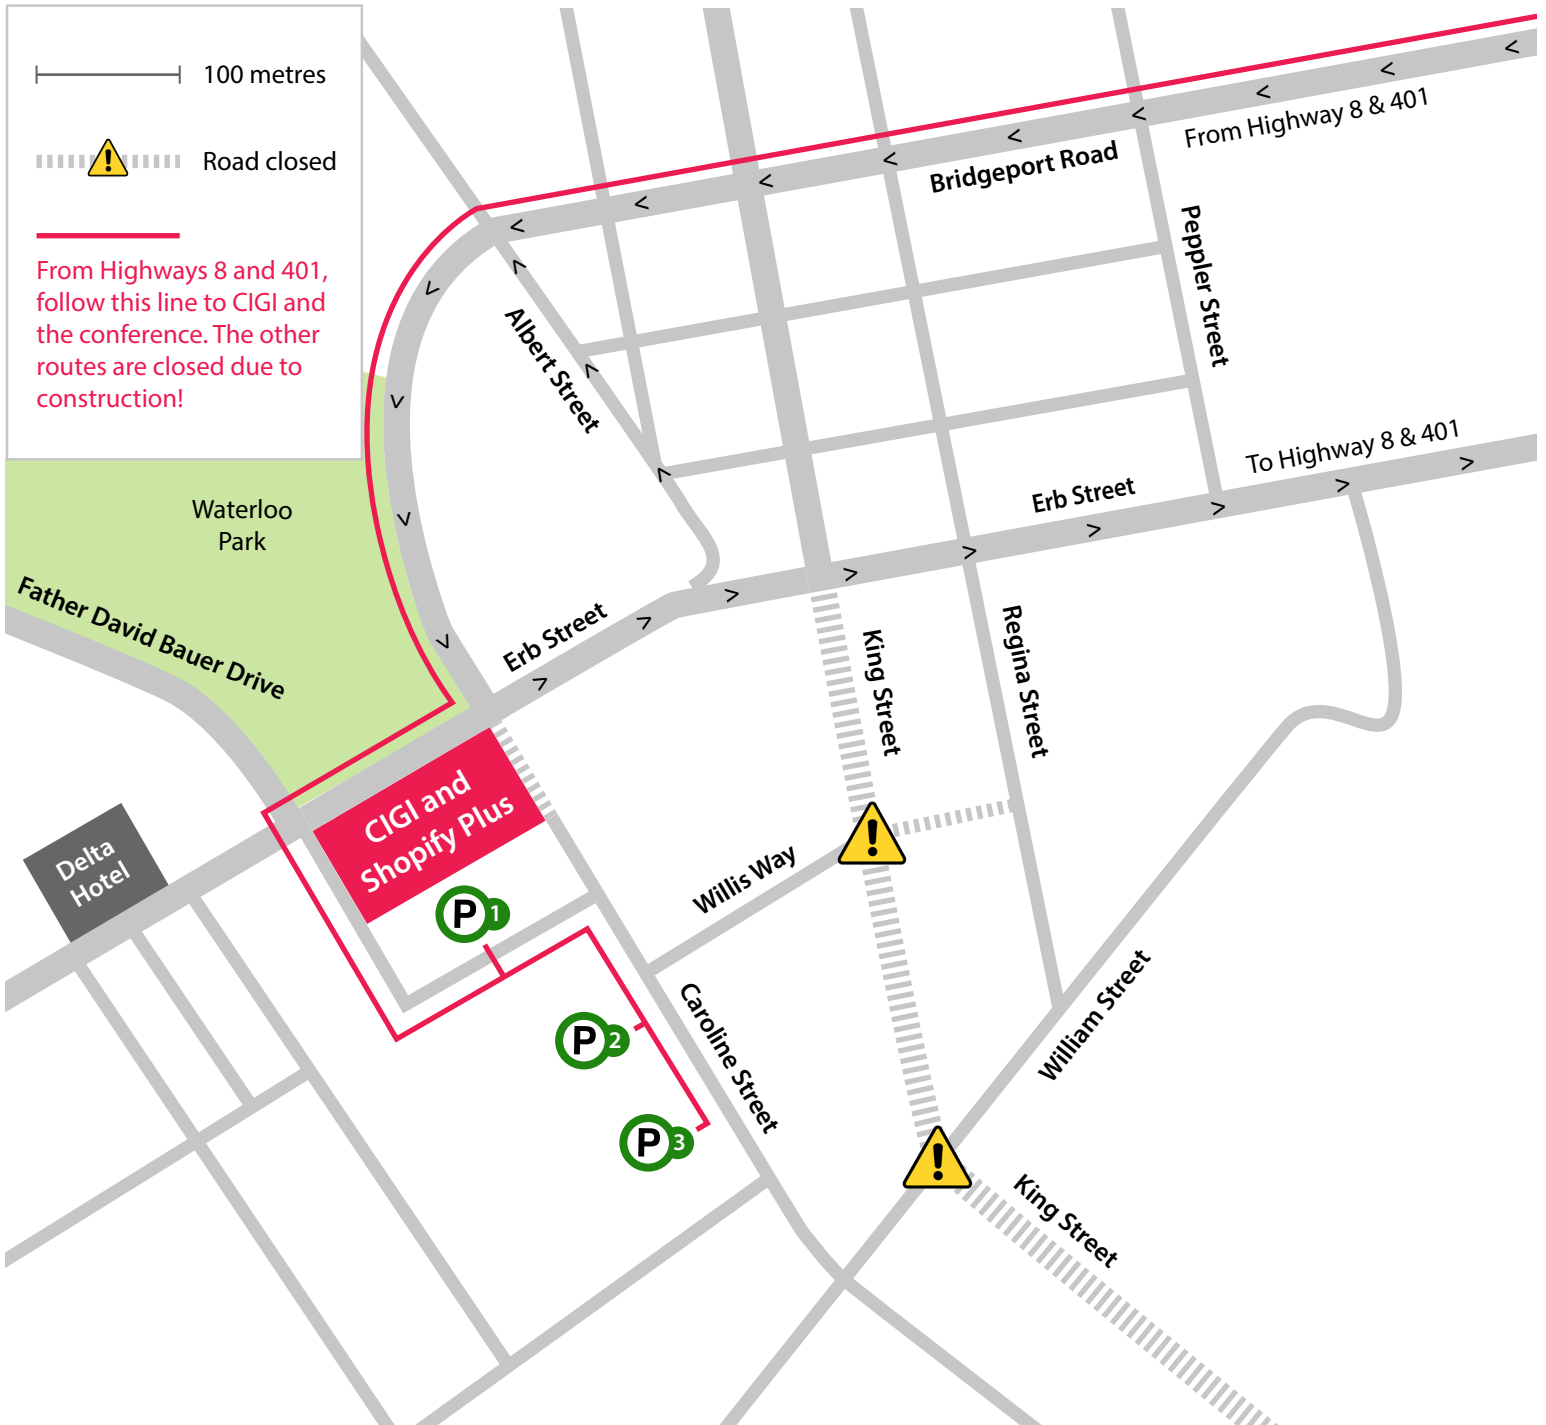 100 metres
Road closed
From Highways 8 and 401,
follow this line to CIGI and
the conference. The other
routes are closed due to
construction!
From Highway 8 & 401
Bridgeport Road
Peppler Street
Albert Street
To Highway 8 & 401
Erb Street
Waterloo
Park
Father David Bauer Drive
Erb Street
King Street
Regina Street
CIGI and
Shopify Plus
Delta
Hotel
P 1
Willis Way
P 2
Caroline Street
William Street
P 3
King Street